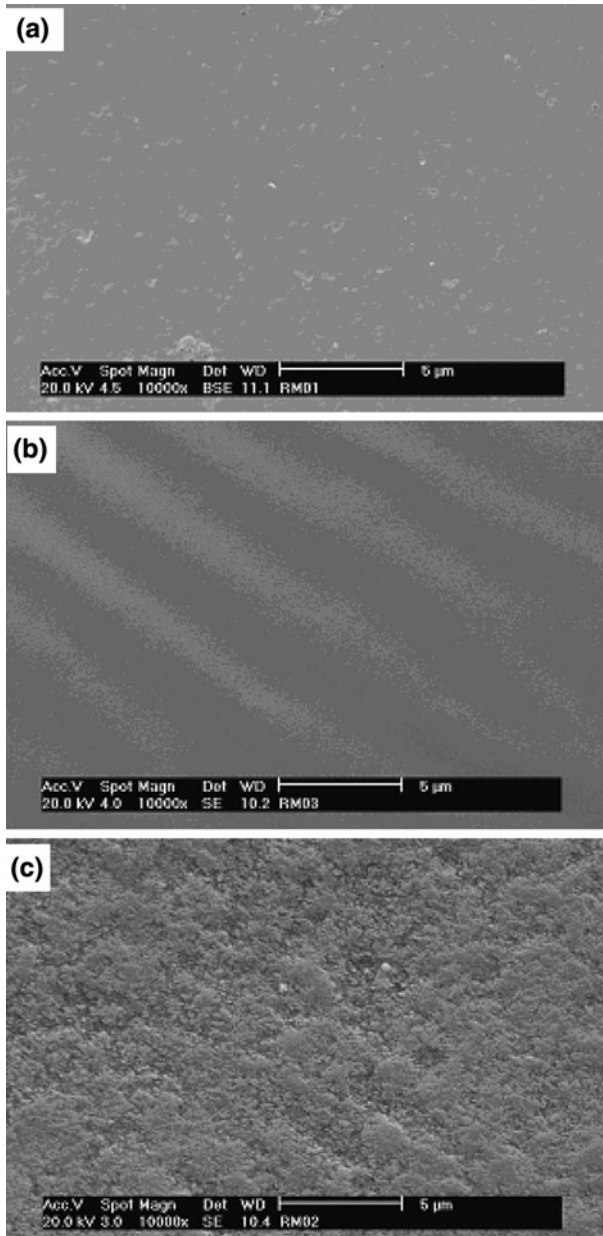 (a)
Acc.V Spot Magn Det WD 5 µm
20.0 kV 4.5 10000x BSE 11.1 RM01
(b)
Acc.V Spot Magn Det WD 5 µm
20.0 kV 4.0 10000x SE 10.2 RM03
(c)
Acc.V Spot Magn Det WD 5 µm
20.0 kV 3.0 10000x SE 10.4 RM02